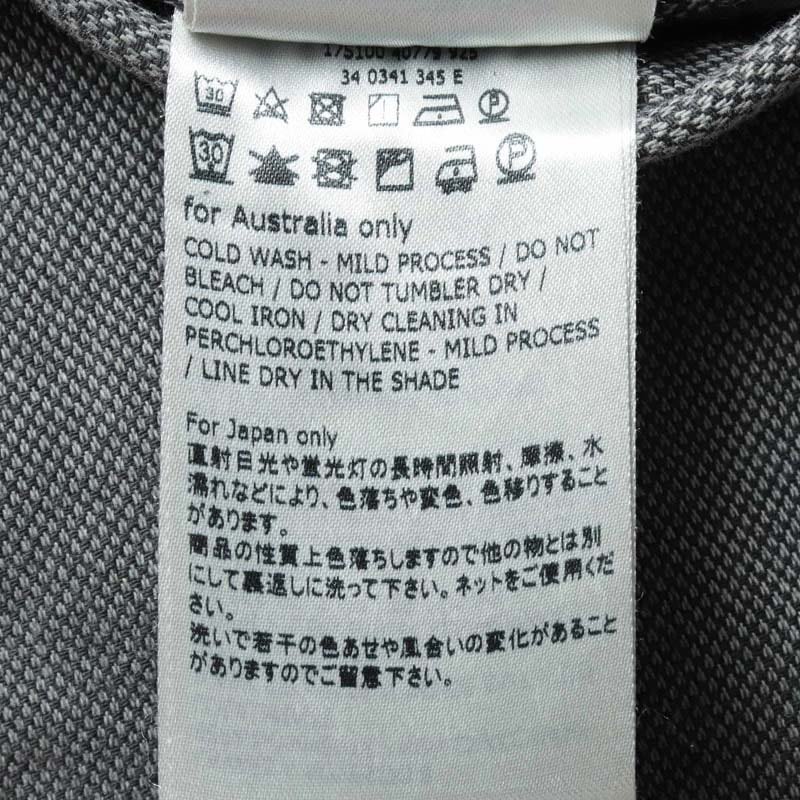 175100 40779 925
34 0341 345 E
30 P
30 P
for Australia only
COLD WASH - MILD PROCESS / DO NOT
BLEACH / DO NOT TUMBLER DRY /
COOL IRON / DRY CLEANING IN
PERCHLOROETHYLENE - MILD PROCESS
/ LINE DRY IN THE SHADE
For Japan only
直射日光や蛍光灯の長時間照射、摩擦、水
濡れなどにより、色落ちや変色、色移りすること
があります。
商品の性質上色落ちしますので他の物とは別
にして裏返しに洗って下さい。ネットをご使用くだ
さい。
洗いで若干の色あせや風合いの変化があること
がありますのでご留意下さい。